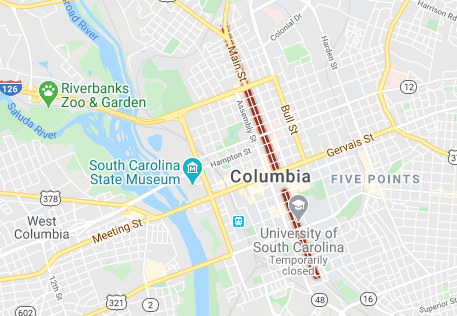 Broad River
Colonial Dr
Harden St
Harrison Rd
Main St
126
Riverbanks
Zoo & Garden
12
Saluda River
Assembly St
Bull St
Gervais St
Hampton St
South Carolina
State Museum
Columbia
FIVE POINTS
378
378
West
Columbia
Meeting St
University of
South Carolina
Temporarily
closed
12th St
602
321
2
48
16
Superior St